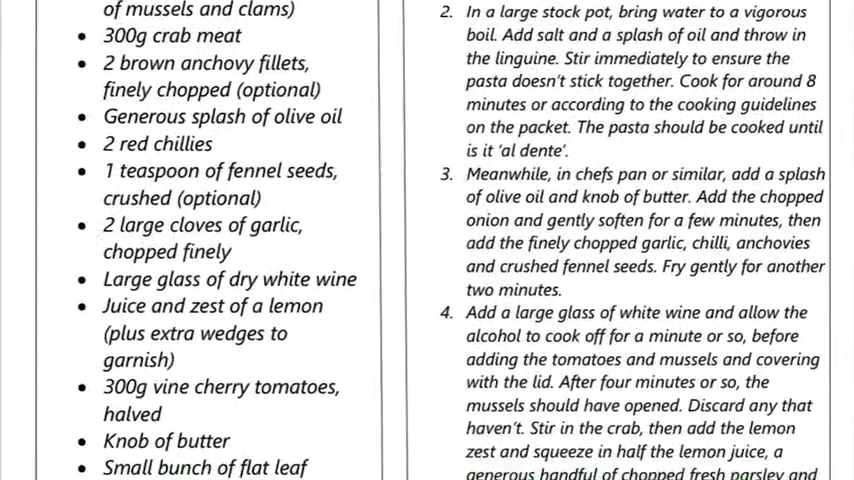 of mussels and clams)
• 300g crab meat
• 2 brown anchovy fillets,
finely chopped (optional)
• Generous splash of olive oil
• 2 red chillies
• 1 teaspoon of fennel seeds,
crushed (optional)
• 2 large cloves of garlic,
chopped finely
• Large glass of dry white wine
• Juice and zest of a lemon
(plus extra wedges to
garnish)
• 300g vine cherry tomatoes,
halved
• Knob of butter
• Small bunch of flat leaf
2. In a large stock pot, bring water to a vigorous
boil. Add salt and a splash of oil and throw in
the linguine. Stir immediately to ensure the
pasta doesn't stick together. Cook for around 8
minutes or according to the cooking guidelines
on the packet. The pasta should be cooked until
is it 'al dente'.
3. Meanwhile, in chefs pan or similar, add a splash
of olive oil and knob of butter. Add the chopped
onion and gently soften for a few minutes, then
add the finely chopped garlic, chilli, anchovies
and crushed fennel seeds. Fry gently for another
two minutes.
4. Add a large glass of white wine and allow the
alcohol to cook off for a minute or so, before
adding the tomatoes and mussels and covering
with the lid. After four minutes or so, the
mussels should have opened. Discard any that
haven't. Stir in the crab, then add the lemon
zest and squeeze in half the lemon juice, a
generous handful of chopped fresh parsley and